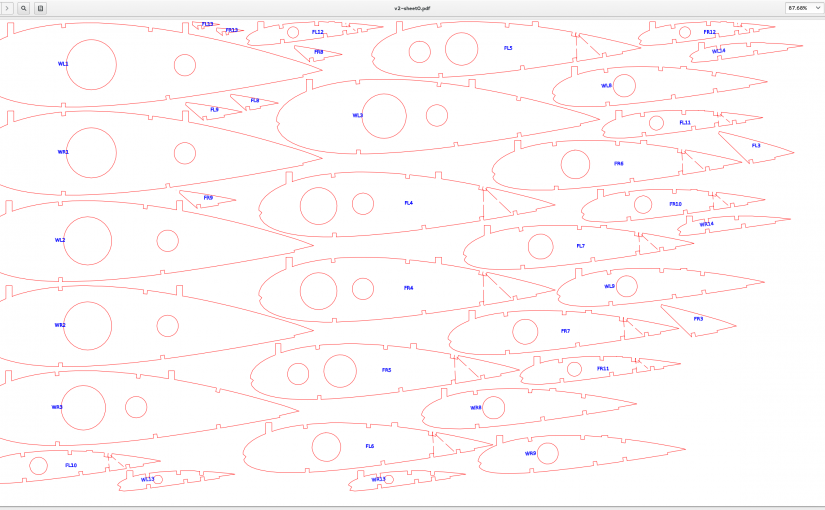 v2-sheet0.pdf
87.68%
FL13
FR13
FL12
FR12
FL5
WL14
FR8
WL1
WL8
FL8
FL9
WL3
FL11
FL3
WR1
FR6
FR9
FL4
FR10
WR14
WL2
FL7
FR4
WL9
FR3
WR2
FR7
FR5
FR11
WR3
WR8
FL6
WR9
FL10
WL13
WR13